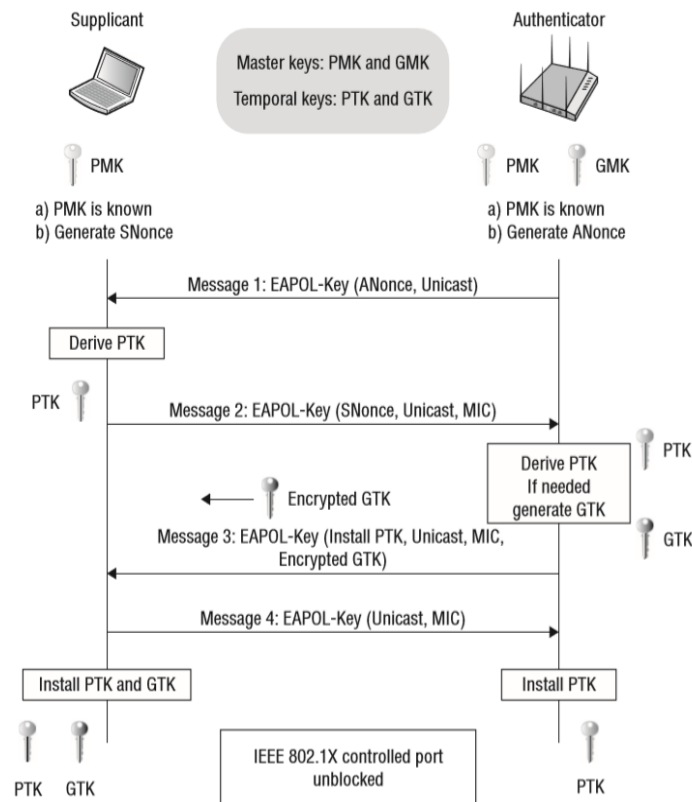 Supplicant
Authenticator
Master keys: PMK and GMK
Temporal keys: PTK and GTK
PMK
PMK
GMK
a) PMK is known
b) Generate SNonce
a) PMK is known
b) Generate ANonce
Message 1: EAPOL-Key (ANonce, Unicast)
Derive PTK
PTK
Message 2: EAPOL-Key (SNonce, Unicast, MIC)
Derive PTK
If needed
generate GTK
PTK
Encrypted GTK
GTK
Message 3: EAPOL-Key (Install PTK, Unicast, MIC,
Encrypted GTK)
Message 4: EAPOL-Key (Unicast, MIC)
Install PTK and GTK
Install PTK
PTK
GTK
IEEE 802.1X controlled port
unblocked
PTK